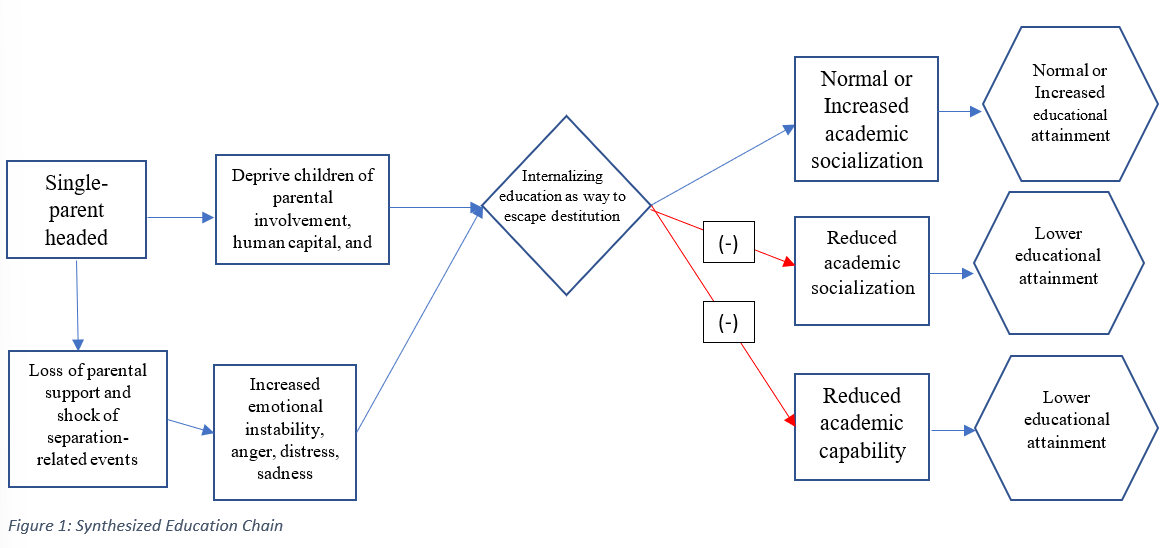 Single-
parent
headed
Deprive children of
parental
involvement,
human capital, and
Loss of parental
support and
shock of
separation-
related events
Increased
emotional
instability,
anger, distress,
sadness
Internalizing
education as way to
escape destitution
(-)
(-)
Normal or
Increased
academic
socialization
Normal or
Increased
educational
attainment
Reduced
academic
socialization
Lower
educational
attainment
Reduced
academic
capability
Lower
educational
attainment
Figure 1: Synthesized Education Chain